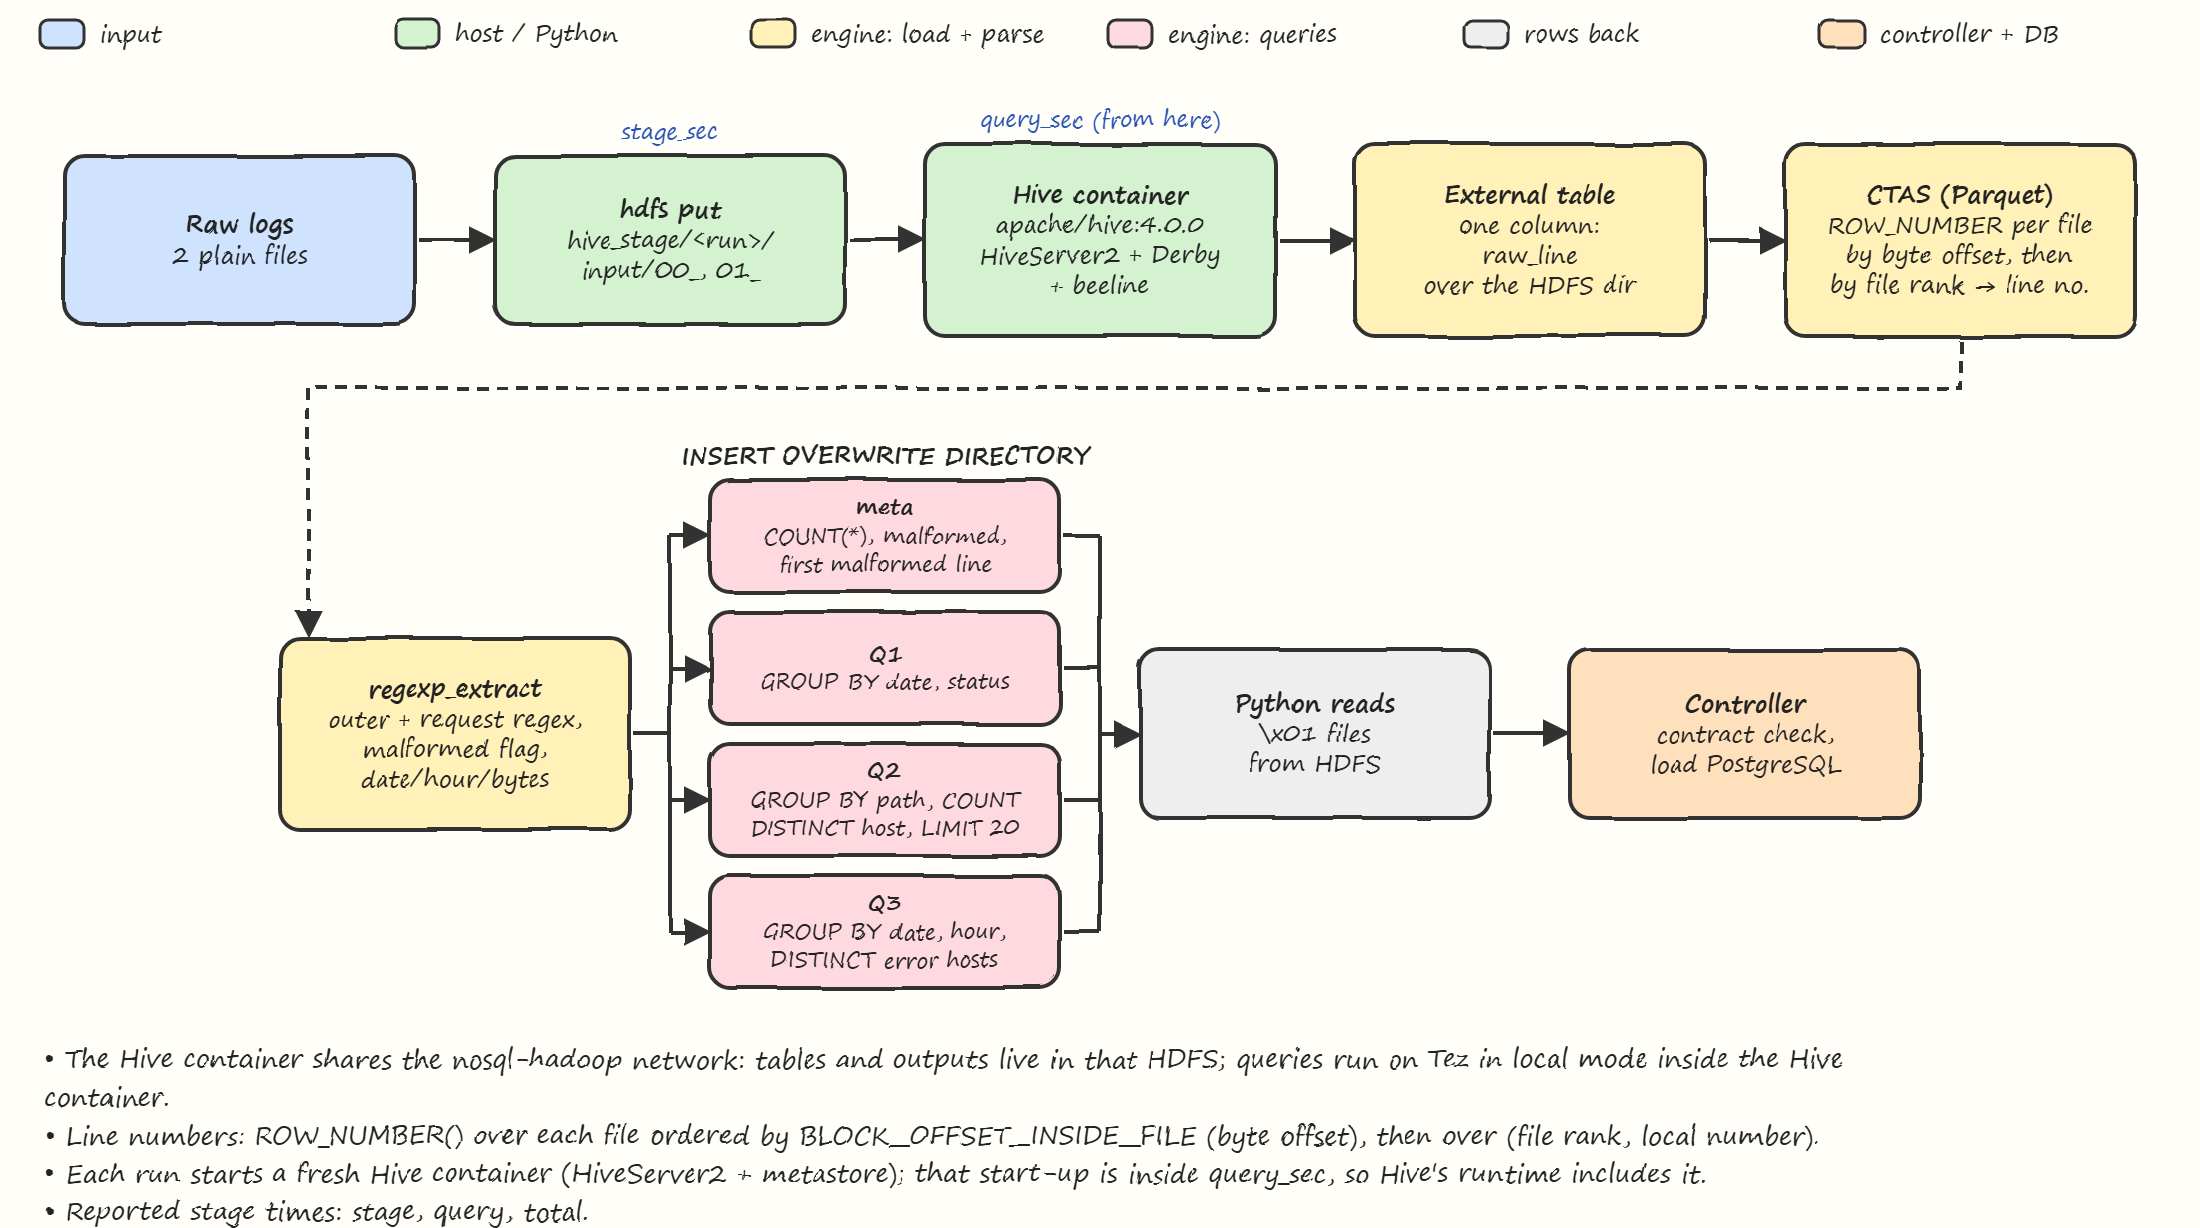 input
host / Python
engine: load + parse
engine: queries
rows back
controller + DB
stage_sec
query_sec (from here)
Raw logs
2 plain files
hdfs put
hive_stage/<run>/
input/00_, 01_
Hive container
apache/hive:4.0.0
HiveServer2 + Derby
+ beeline
External table
one column:
raw_line
over the HDFS dir
CTAS (Parquet)
ROW_NUMBER per file
by byte offset, then
by file rank → line no.
INSERT OVERWRITE DIRECTORY
regexp_extract
outer + request regex,
malformed flag,
date/hour/bytes
meta
COUNT(*), malformed,
first malformed line
Q1
GROUP BY date, status
Q2
GROUP BY path, COUNT
DISTINCT host, LIMIT 20
Q3
GROUP BY date, hour,
DISTINCT error hosts
Python reads
\x01 files
from HDFS
Controller
contract check,
load PostgreSQL
• The Hive container shares the nosql-hadoop network: tables and outputs live in that HDFS; queries run on Tez in local mode inside the Hive
container.
• Line numbers: ROW_NUMBER() over each file ordered by BLOCK__OFFSET__INSIDE__FILE (byte offset), then over (file rank, local number).
• Each run starts a fresh Hive container (HiveServer2 + metastore); that start-up is inside query_sec, so Hive's runtime includes it.
• Reported stage times: stage, query, total.